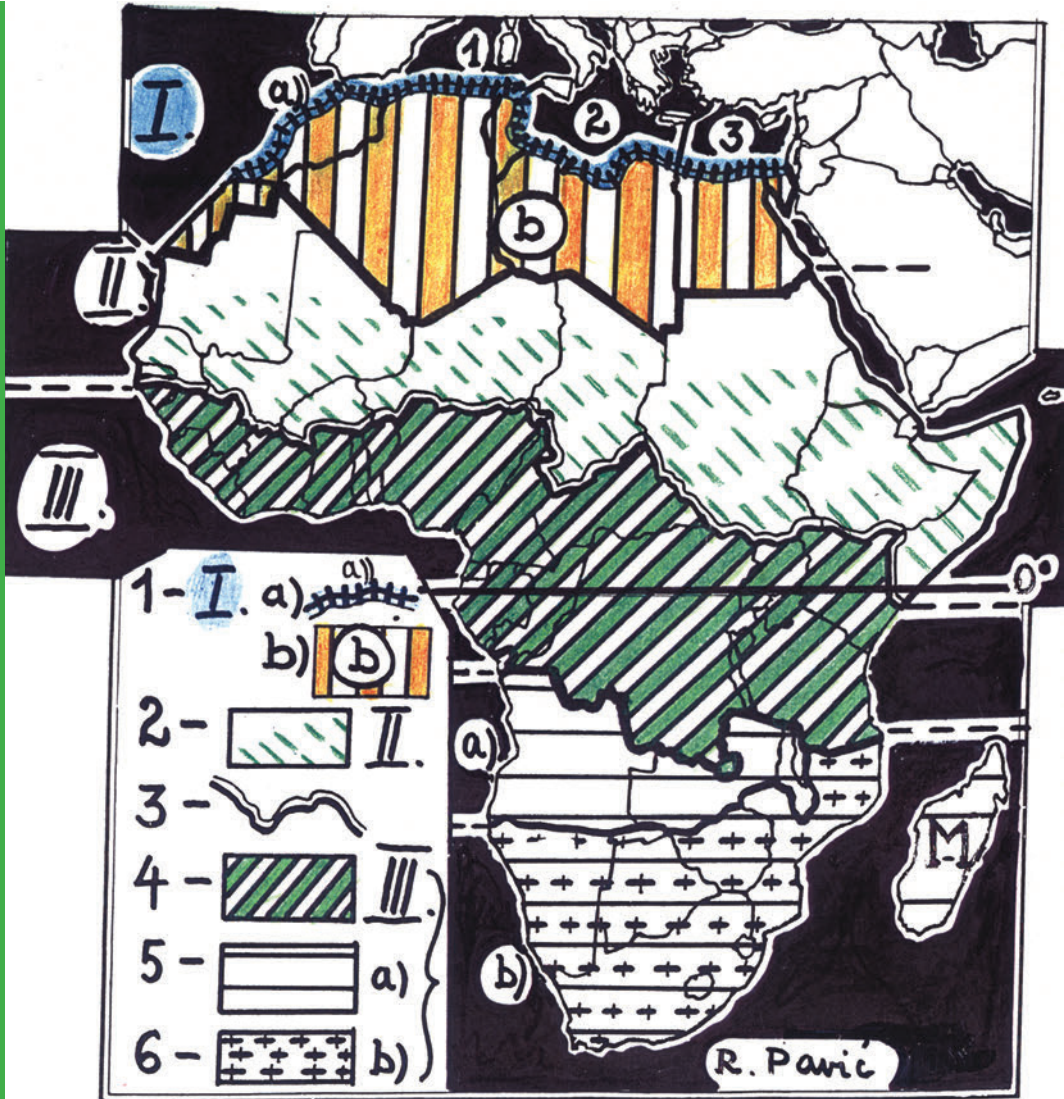 1
a))
I.
2
3
b
II.
III.
0°
1 - I. a) a))
b) b
2 - II.
3 -
4 - III.
5 - a)
6 - b)
a)
M
b)
R. Pavić